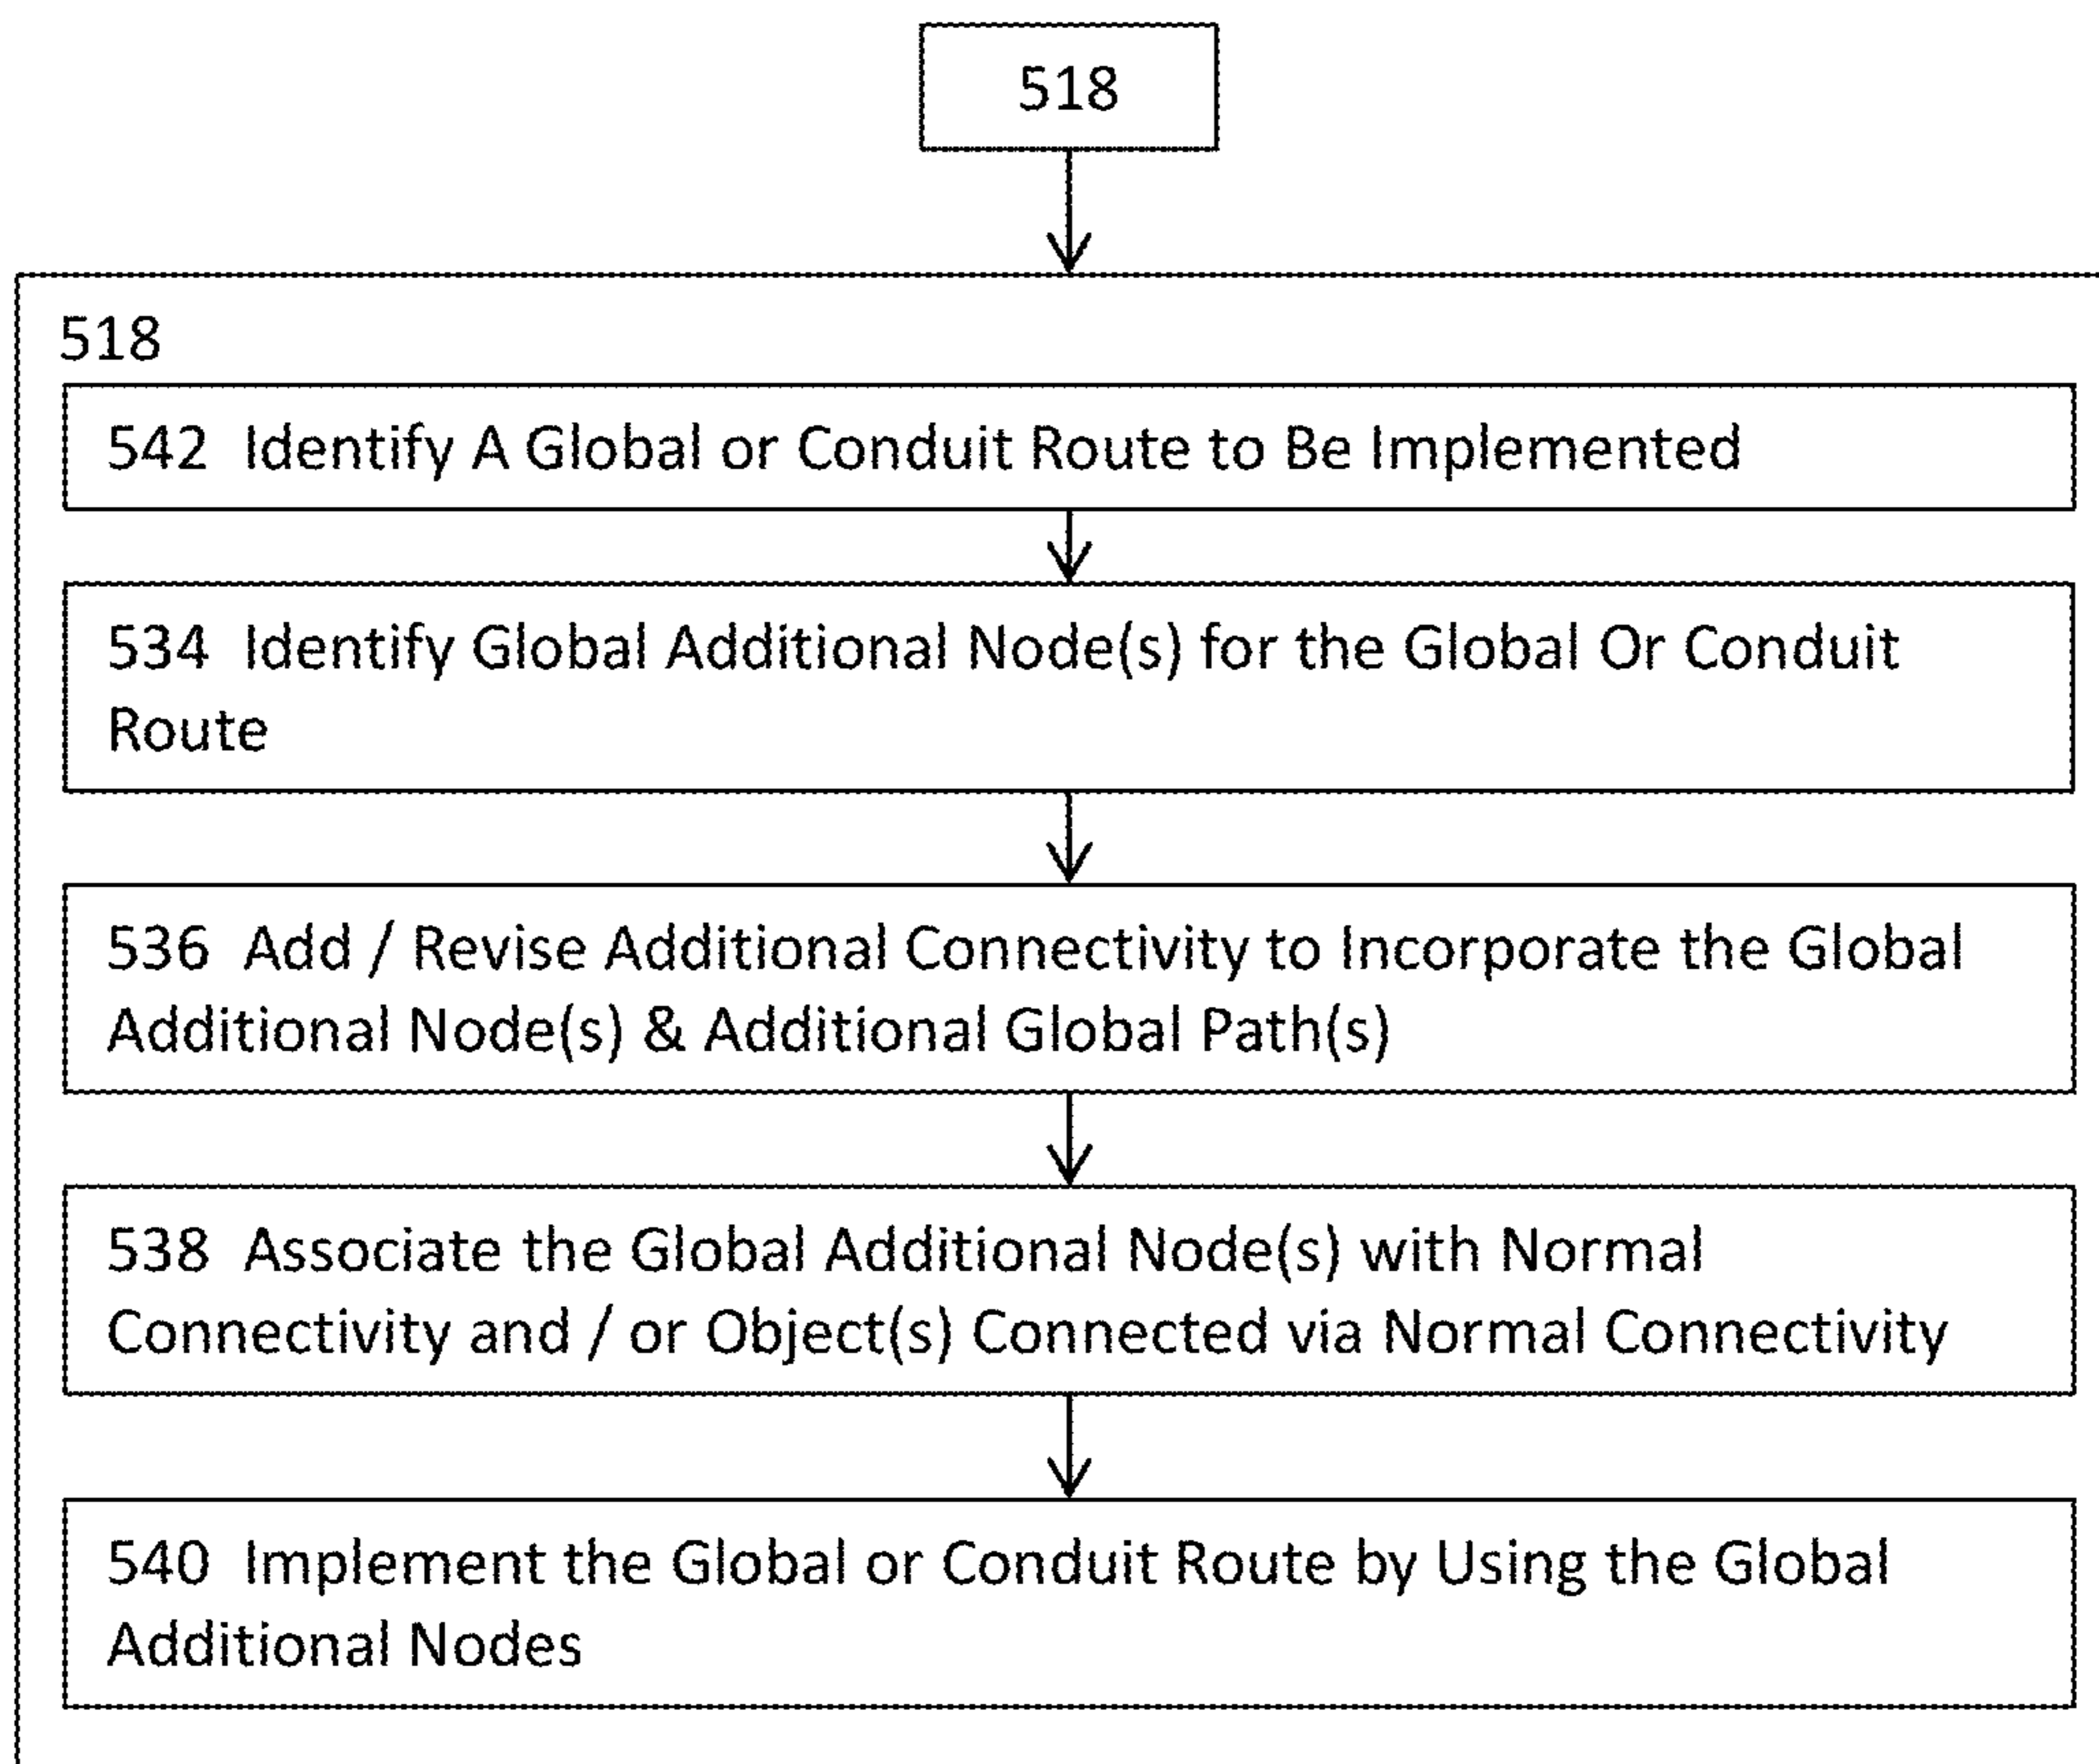 518
518
542 Identify A Global or Conduit Route to Be Implemented
534 Identify Global Additional Node(s) for the Global Or Conduit
Route
536 Add / Revise Additional Connectivity to Incorporate the Global
Additional Node(s) & Additional Global Path(s)
538 Associate the Global Additional Node(s) with Normal
Connectivity and / or Object(s) Connected via Normal Connectivity
540 Implement the Global or Conduit Route by Using the Global
Additional Nodes